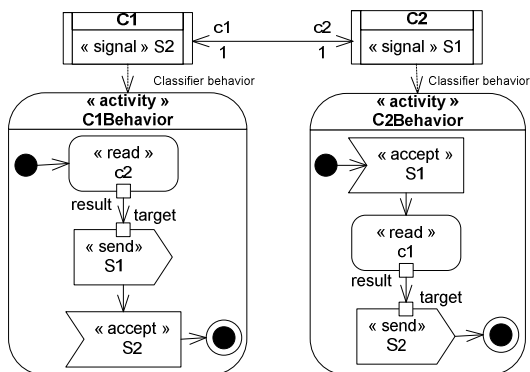 C1
« signal » S2
c1
1
c2
1
C2
« signal » S1
Classifier behavior
Classifier behavior
« activity »
C1Behavior
« read »
c2
result
target
« send»
S1
« accept »
S2
« activity »
C2Behavior
« accept »
S1
« read »
c1
result
target
« send»
S2